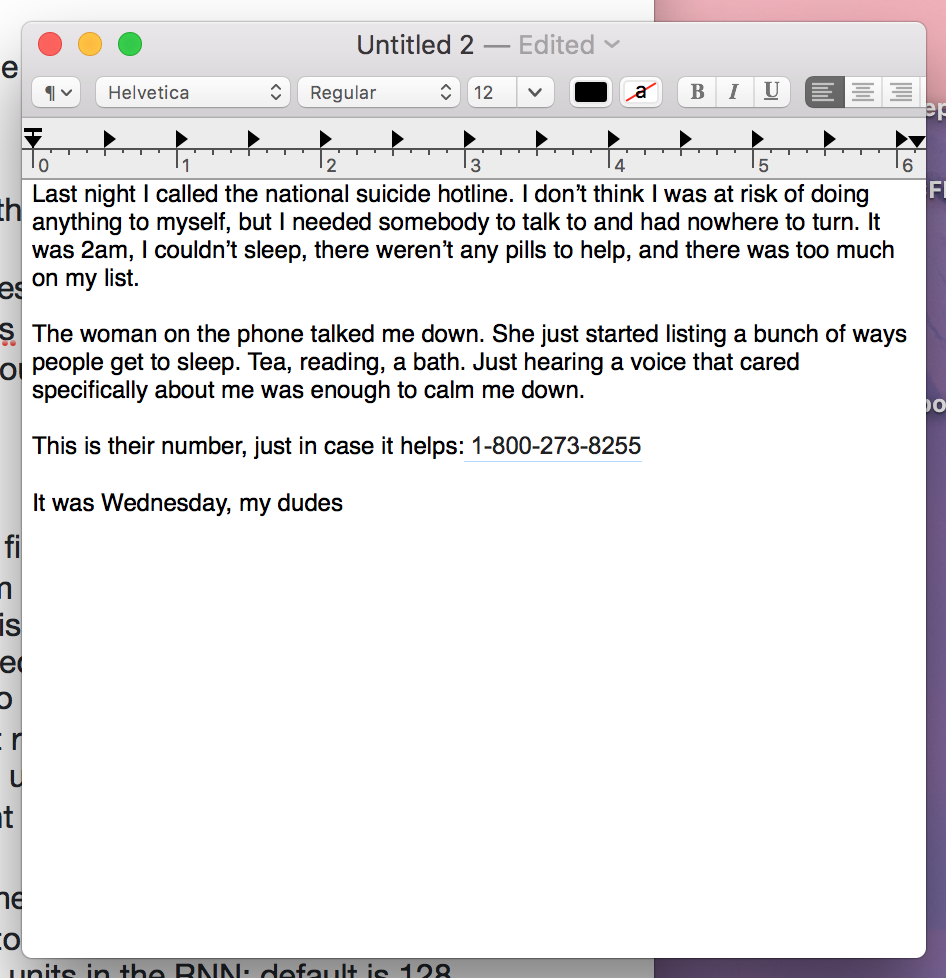 Untitled 2 — Edited
¶ Helvetica Regular 12 a B I U
0 1 2 3 4 5 6
Last night I called the national suicide hotline. I don’t think I was at risk of doing
anything to myself, but I needed somebody to talk to and had nowhere to turn. It
was 2am, I couldn’t sleep, there weren’t any pills to help, and there was too much
on my list.
The woman on the phone talked me down. She just started listing a bunch of ways
people get to sleep. Tea, reading, a bath. Just hearing a voice that cared
specifically about me was enough to calm me down.
This is their number, just in case it helps: 1-800-273-8255
It was Wednesday, my dudes
units in the RNN; default is 128